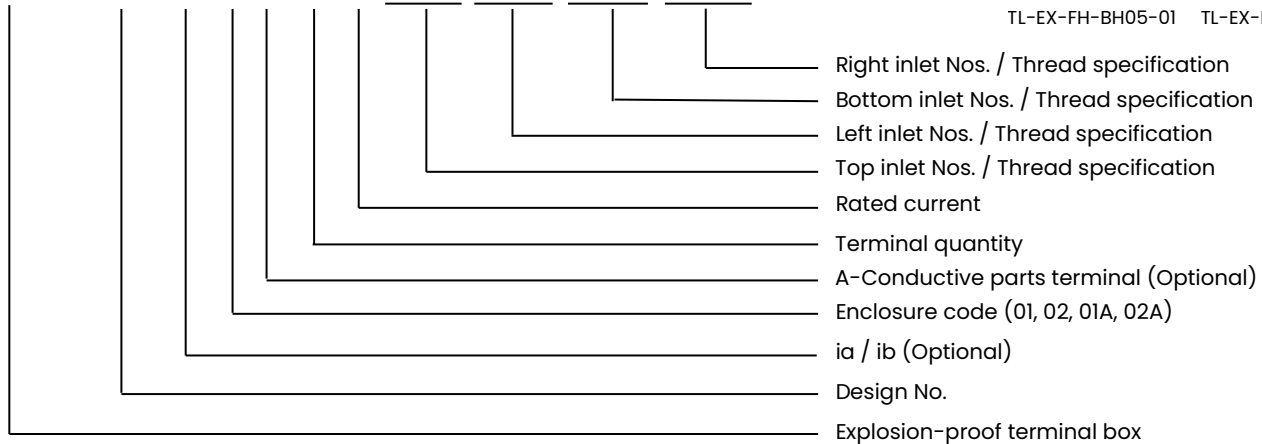 TL-EX-FH-BH05-01 TL-EX-
Right inlet Nos. / Thread specification
Bottom inlet Nos. / Thread specification
Left inlet Nos. / Thread specification
Top inlet Nos. / Thread specification
Rated current
Terminal quantity
A-Conductive parts terminal (Optional)
Enclosure code (01, 02, 01A, 02A)
ia / ib (Optional)
Design No.
Explosion-proof terminal box